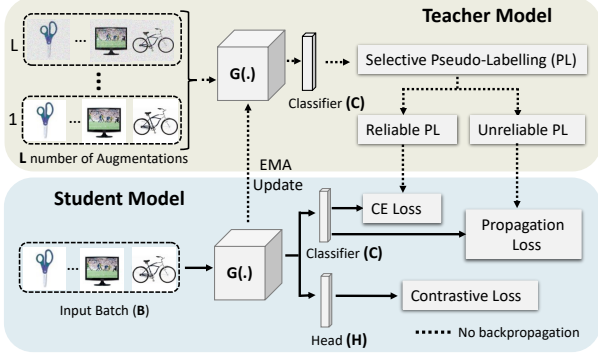 Teacher Model
L
1
L number of Augmentations
G(.)
Classifier (C)
Selective Pseudo-Labelling (PL)
Reliable PL
Unreliable PL
EMA
Update
Student Model
Input Batch (B)
G(.)
Classifier (C)
CE Loss
Propagation
Loss
Head (H)
Contrastive Loss
No backpropagation